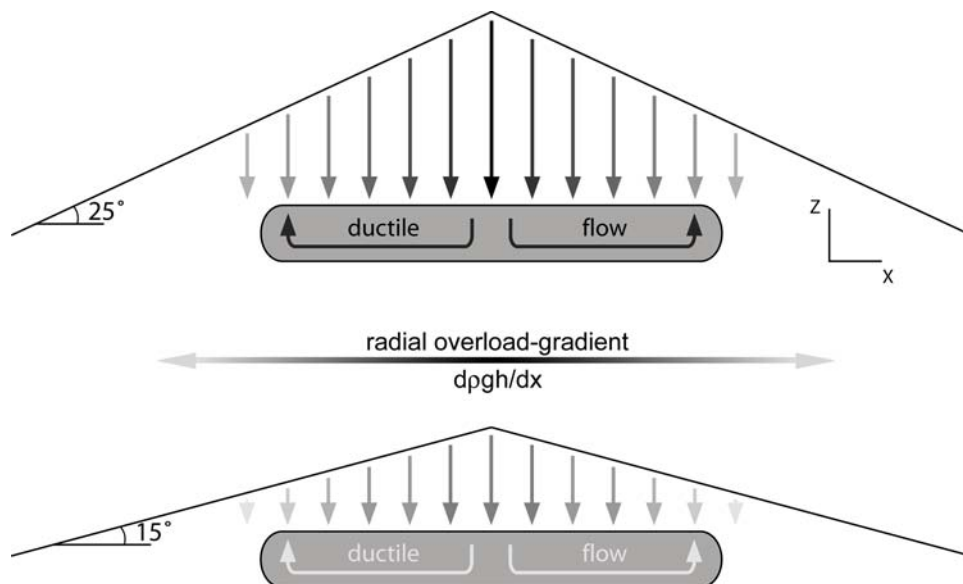 25°
ductile flow
z
x
radial overload-gradient
dρgh/dx
15°
ductile flow